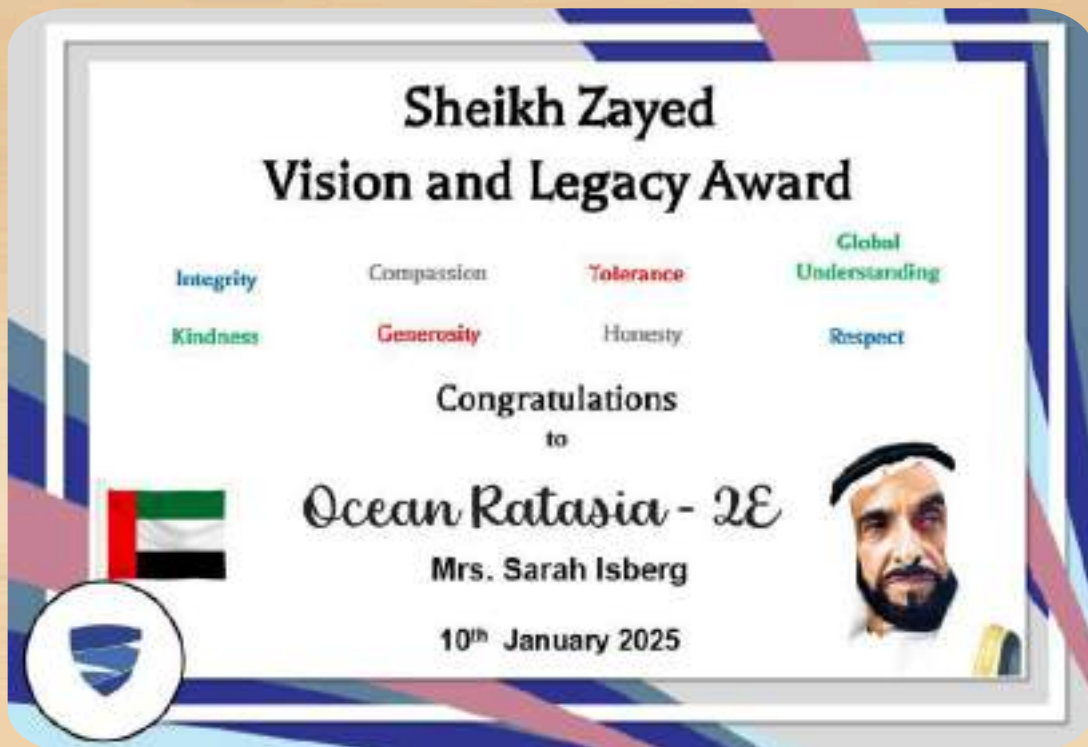 Sheikh Zayed
Vision and Legacy Award
Integrity Compassion Tolerance Global Understanding
Kindness Generosity Honesty Respect
Congratulations
to
Ocean Ratasia - 2E
Mrs. Sarah Isberg
10th January 2025